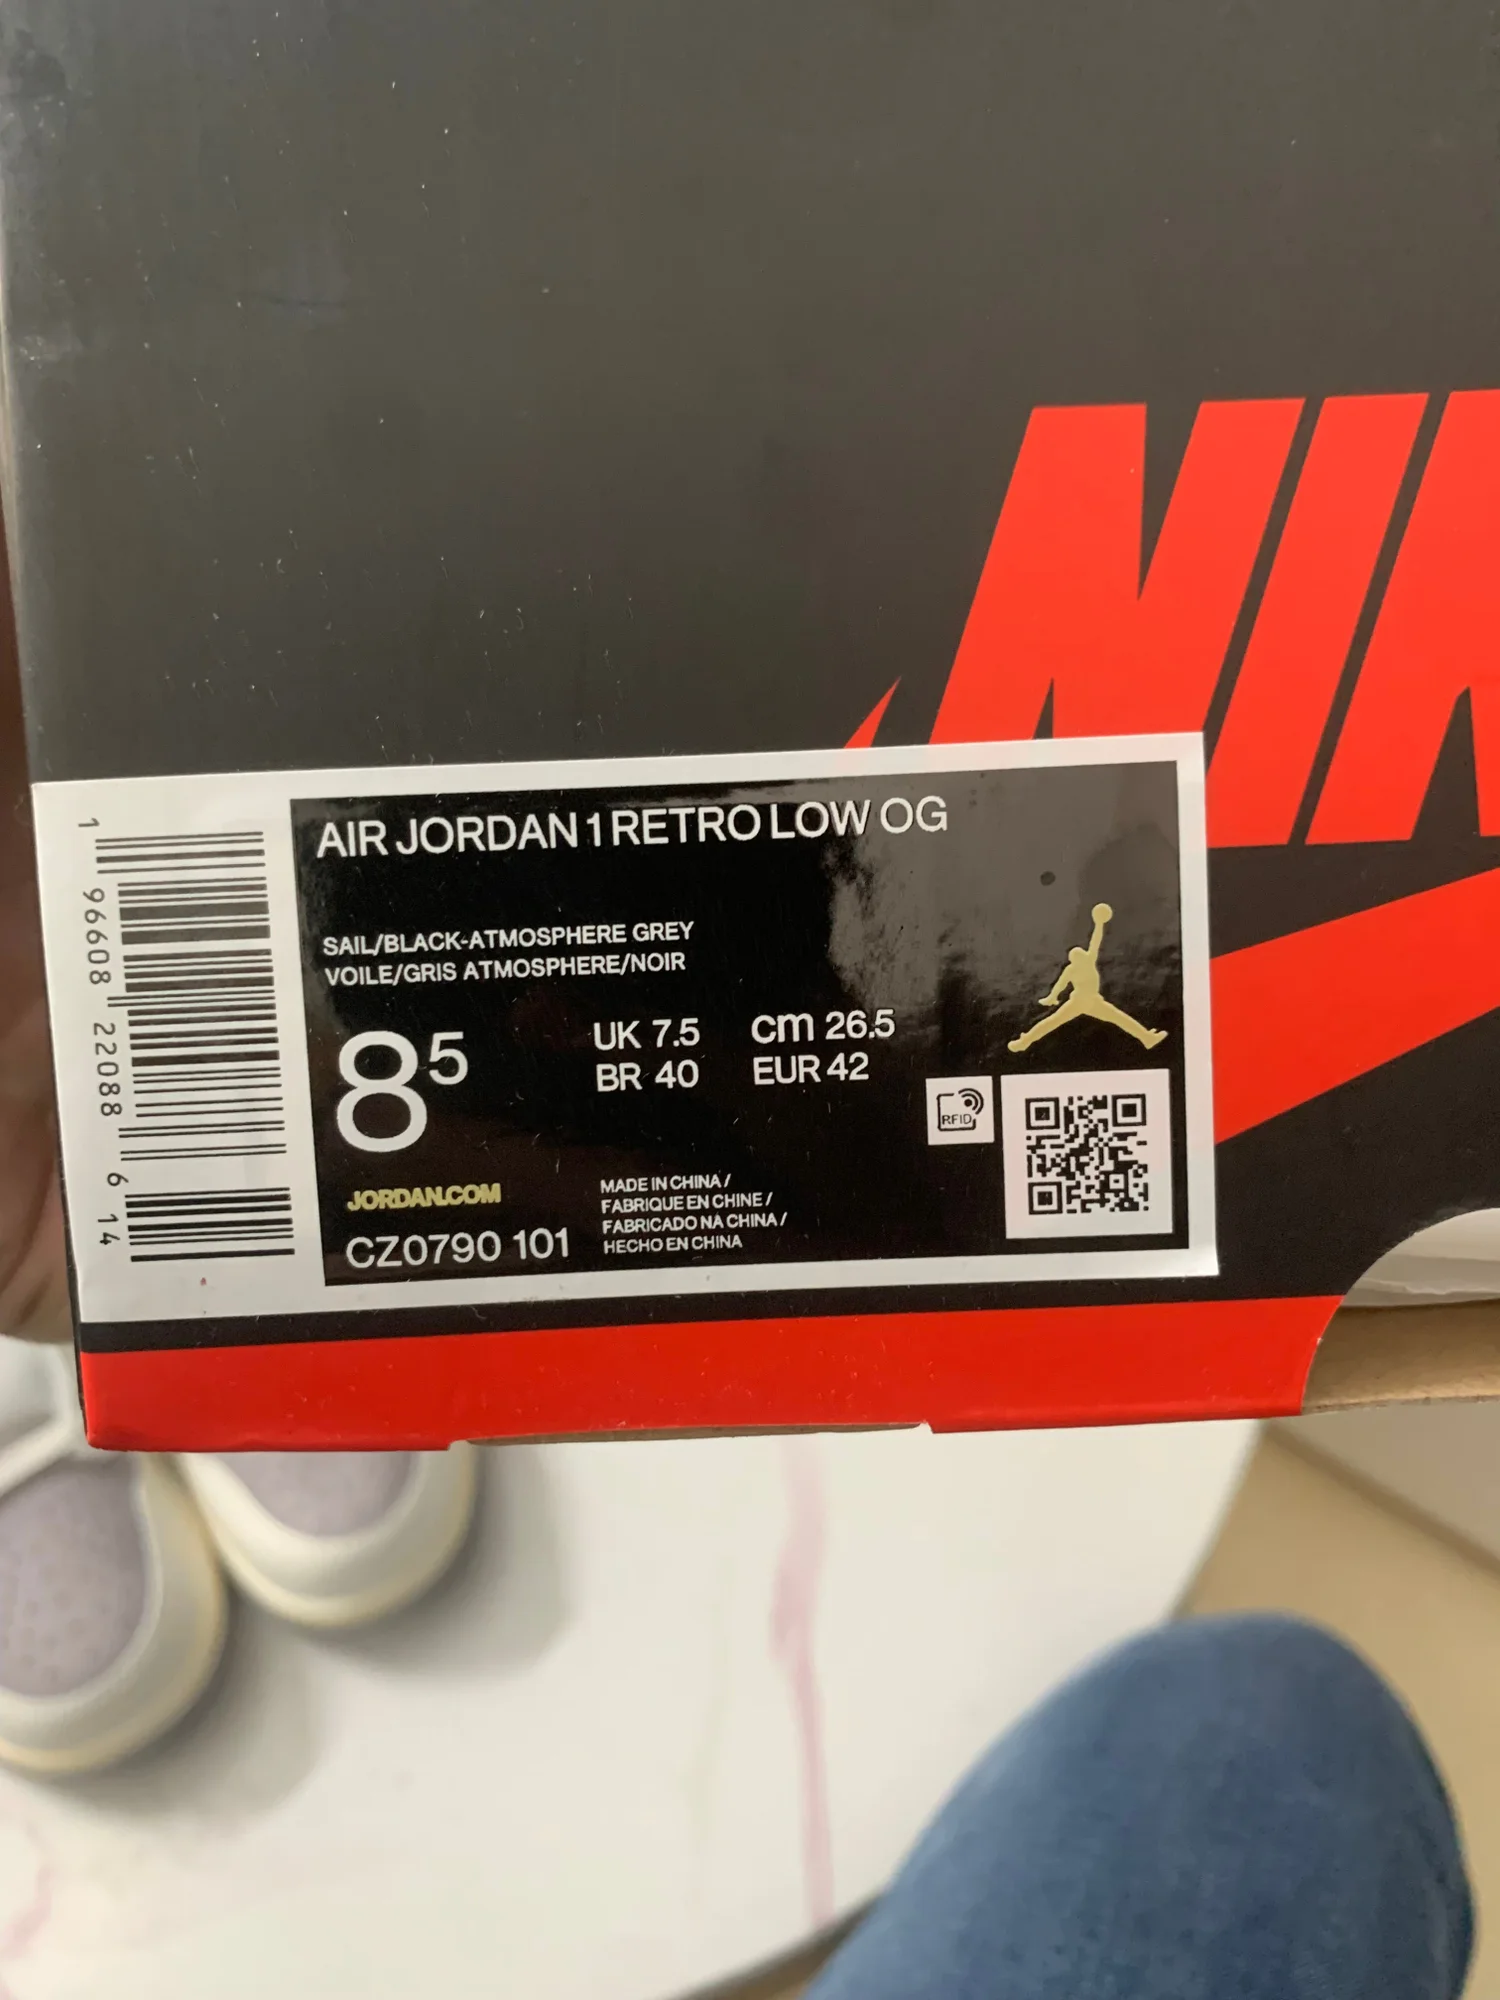 NIK
AIR JORDAN 1 RETRO LOW OG
SAIL/BLACK-ATMOSPHERE GREY
VOILE/GRIS ATMOSPHERE/NOIR
8⁵
UK 7.5 cm 26.5
BR 40 EUR 42
RFID
JORDAN.COM
CZ0790 101
MADE IN CHINA /
FABRIQUE EN CHINE /
FABRICADO NA CHINA /
HECHO EN CHINA
1 96608 22088 6 14